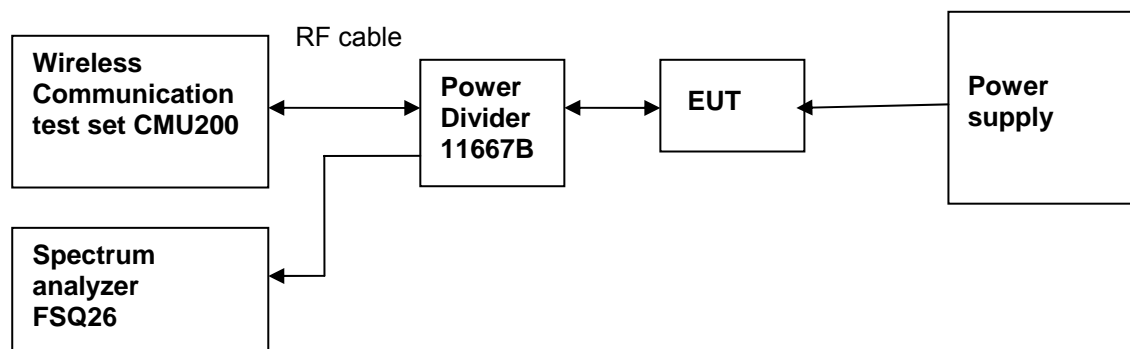 RF cable
Wireless
Communication
test set CMU200
Power
Divider
11667B
EUT
Power
supply
Spectrum
analyzer
FSQ26